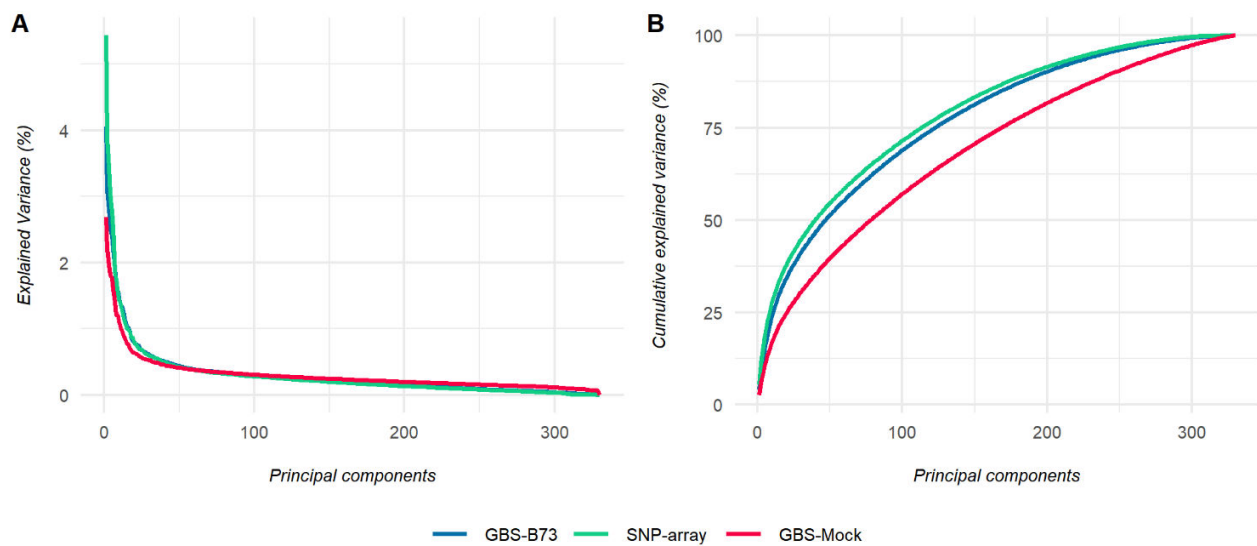 A
Explained Variance (%)
4
2
0
0
100
200
300
Principal components
B
Cumulative explained variance (%)
100
75
50
25
0
0
100
200
300
Principal components
GBS-B73
SNP-array
GBS-Mock